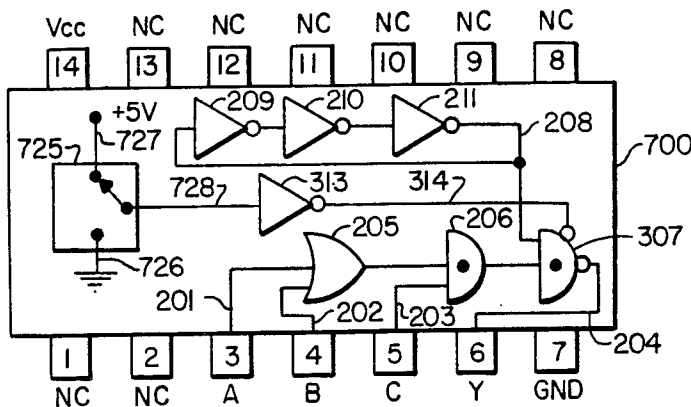 Vcc NC NC NC NC NC NC
14 13 12 11 10 9 8
+5V 209 210 211
725 727 208
700
728 313 314
205 206
307
726
201 202 203 204
1 2 3 4 5 6 7
NC NC A B C Y GND